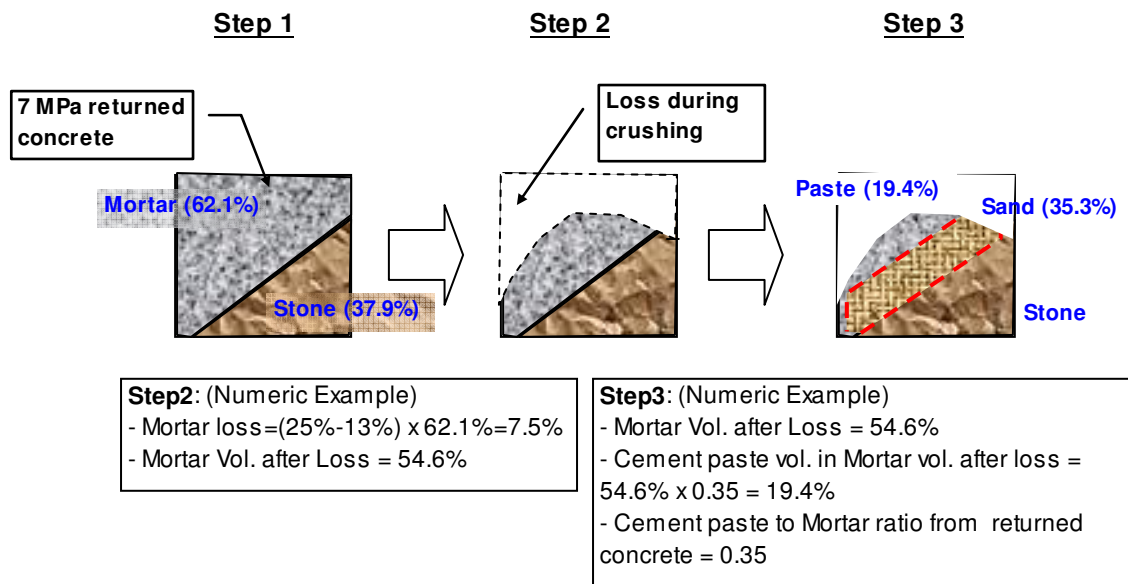 Step 1
Step 2
Step 3
7 MPa returned
concrete
Loss during
crushing
Mortar (62.1%)
Stone (37.9%)
Paste (19.4%)
Sand (35.3%)
Stone
Step2: (Numeric Example)
- Mortar loss=(25%-13%) x 62.1%=7.5%
- Mortar Vol. after Loss = 54.6%
Step3: (Numeric Example)
- Mortar Vol. after Loss = 54.6%
- Cement paste vol. in Mortar vol. after loss =
54.6% x 0.35 = 19.4%
- Cement paste to Mortar ratio from returned
concrete = 0.35